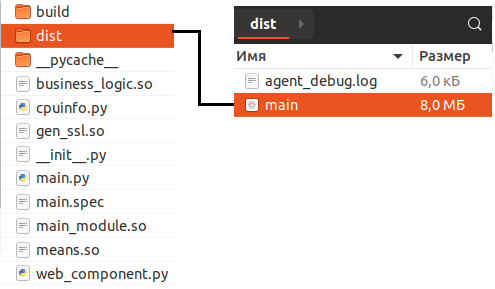 build
dist
__pycache__
business_logic.so
cpuinfo.py
gen_ssl.so
__init__.py
main.py
main.spec
main_module.so
means.so
web_component.py
dist
Имя Размер
agent_debug.log 6,0 кБ
main 8,0 МБ